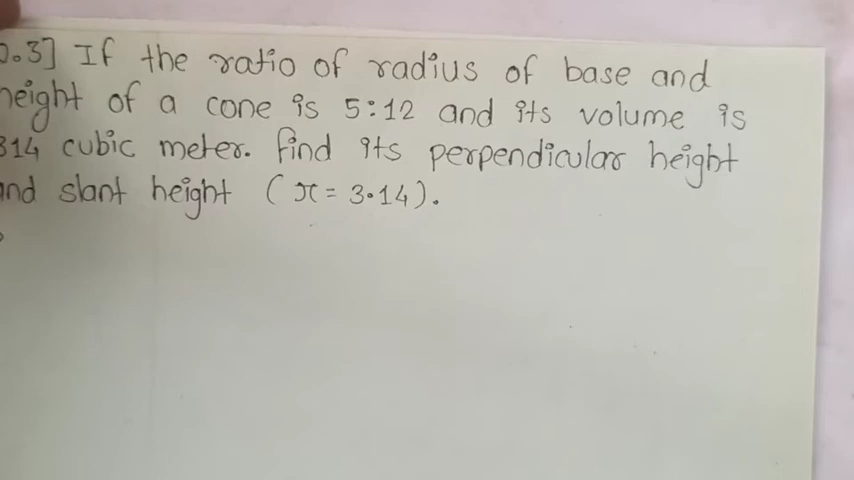 0.3] If the ratio of radius of base and
height of a cone is 5:12 and its volume is
314 cubic meter. find its perpendicular height
and slant height (π = 3.14).